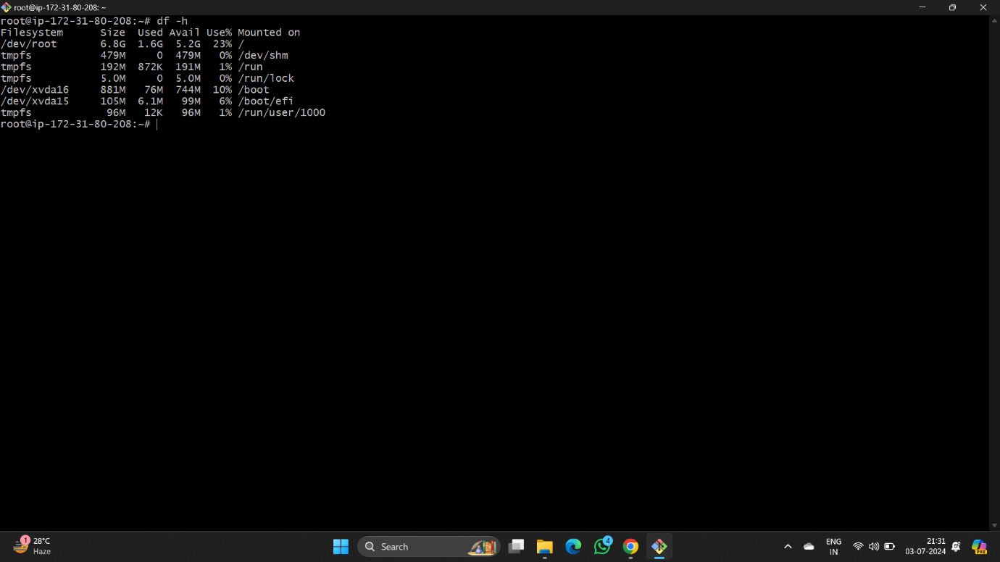 root@ip-172-31-80-208: ~
root@ip-172-31-80-208:~# df -h
Filesystem      Size  Used Avail Use% Mounted on
/dev/root       6.8G  1.6G  5.2G  23% /
tmpfs           479M     0  479M   0% /dev/shm
tmpfs           192M  872K  191M   1% /run
tmpfs           5.0M     0  5.0M   0% /run/lock
/dev/xvda16     881M   76M  744M  10% /boot
/dev/xvda15     105M  6.1M   99M   6% /boot/efi
tmpfs            96M   12K   96M   1% /run/user/1000
root@ip-172-31-80-208:~#
1
28°C
Haze
Search
4
ENG
IN
21:31
03-07-2024
PRE